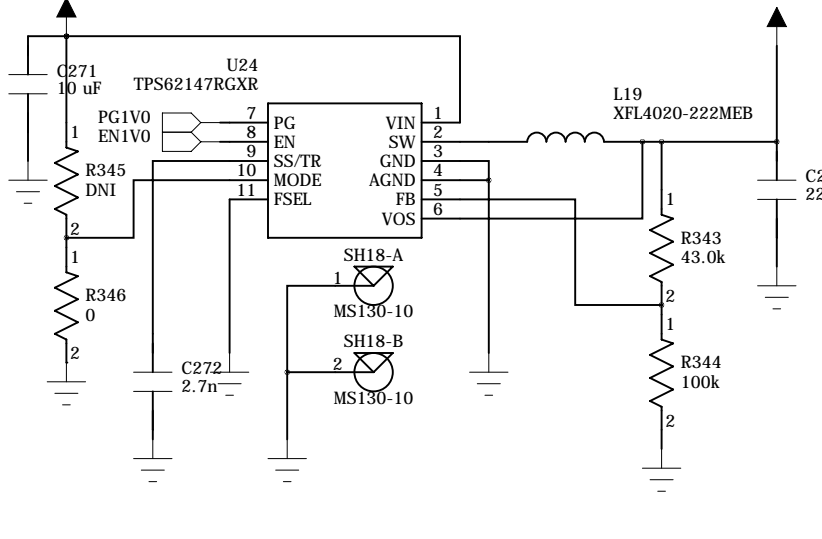 C271
10 uF
U24
TPS62147RGXR
PG1V0
EN1V0
7
8
9
10
11
PG
EN
SS/TR
MODE
FSEL
VIN
SW
GND
AGND
FB
VOS
1
2
3
4
5
6
L19
XFL4020-222MEB
1
R345
DNI
2
1
R346
0
2
C272
2.7n
SH18-A
1
MS130-10
SH18-B
2
MS130-10
1
R343
43.0k
2
1
R344
100k
2
22